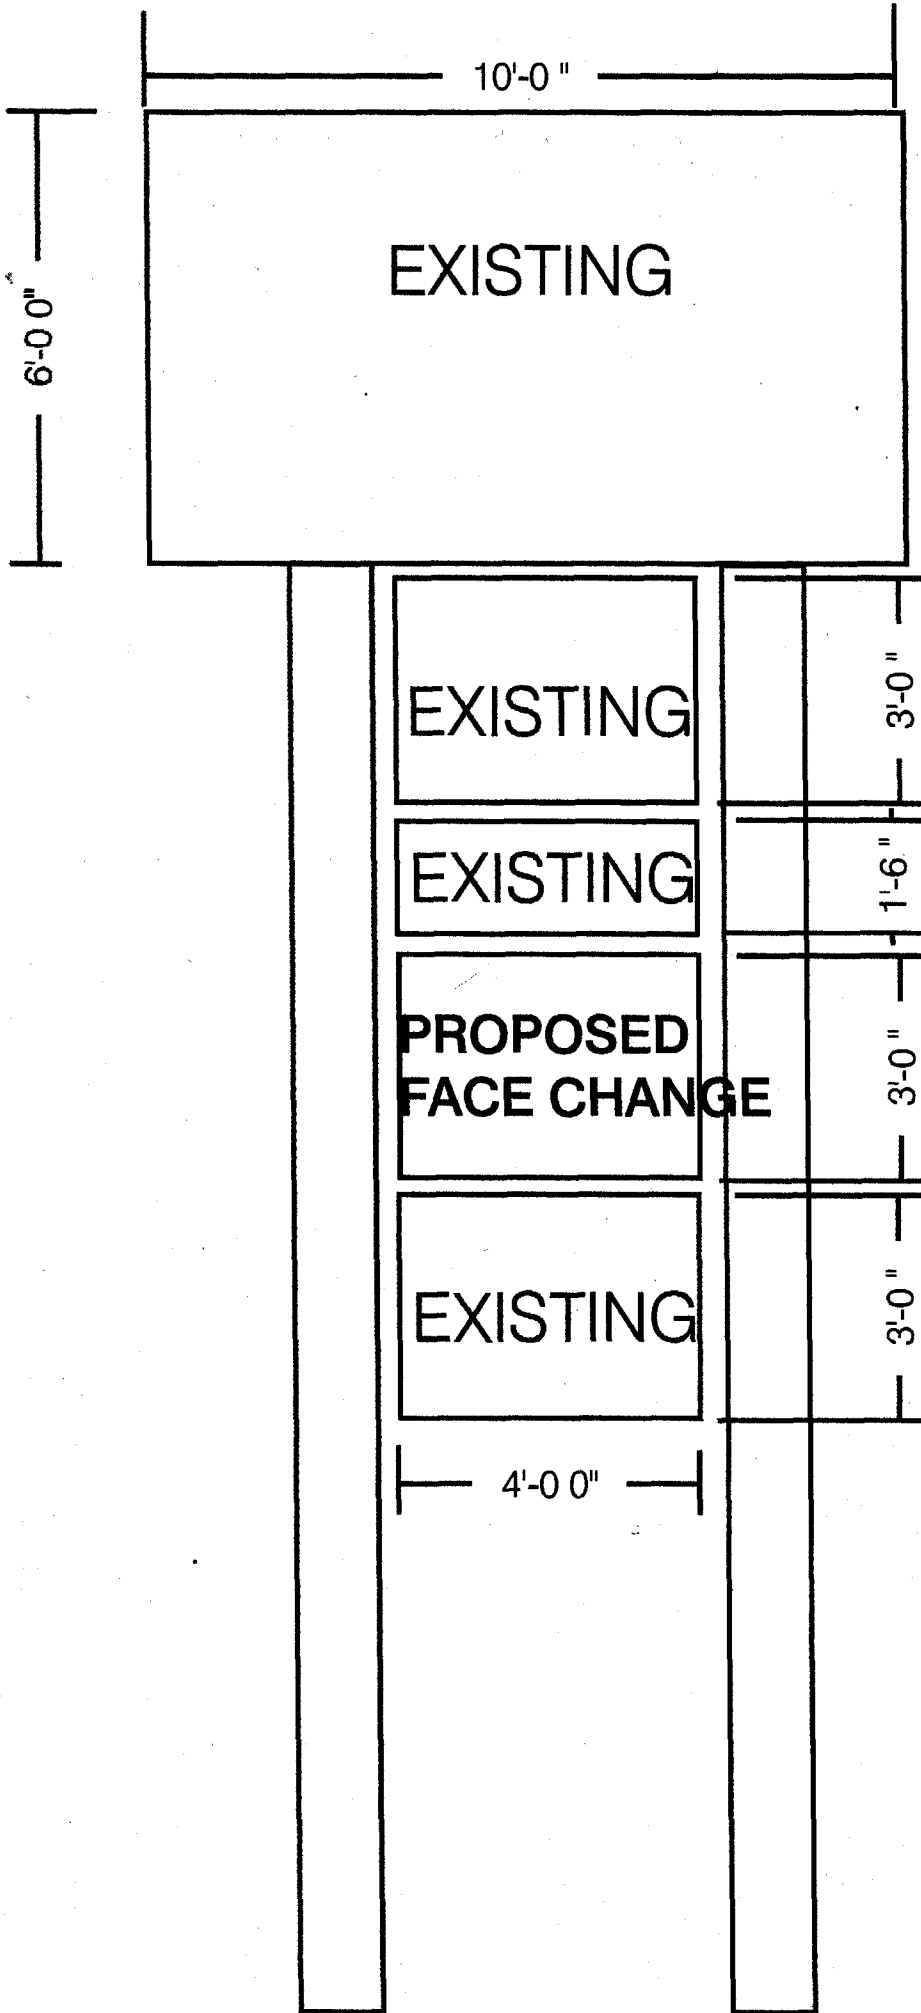 10'-0 "
6'-0 0"
EXISTING
EXISTING
3'-0 "
EXISTING
1'-6 "
PROPOSED
FACE CHANGE
3'-0 "
EXISTING
3'-0 "
4'-0 0"